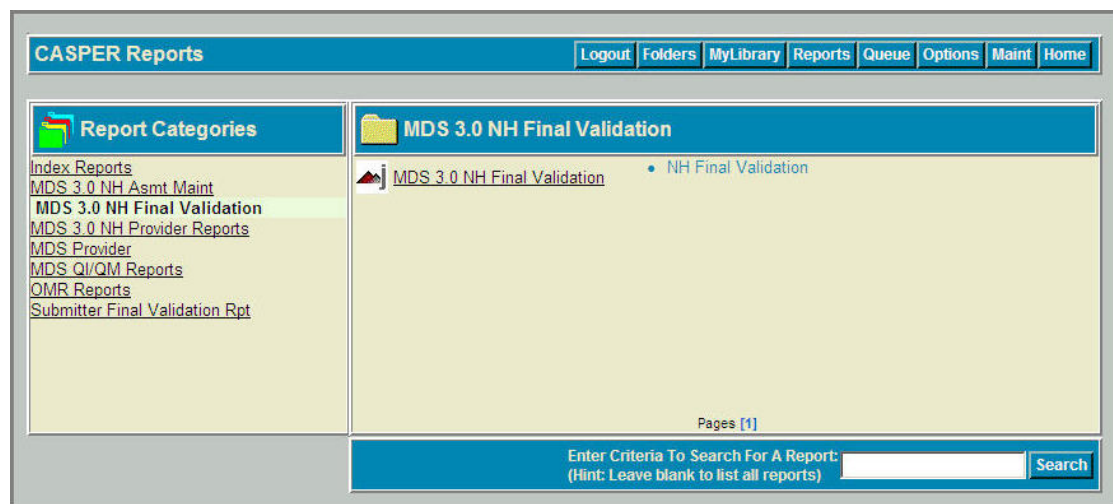 CASPER Reports
Logout Folders MyLibrary Reports Queue Options Maint Home
Report Categories
Index Reports
MDS 3.0 NH Asmt Maint
MDS 3.0 NH Final Validation
MDS 3.0 NH Provider Reports
MDS Provider
MDS QI/QM Reports
OMR Reports
Submitter Final Validation Rpt
MDS 3.0 NH Final Validation
MDS 3.0 NH Final Validation
• NH Final Validation
Pages [1]
Enter Criteria To Search For A Report:
(Hint: Leave blank to list all reports)
Search